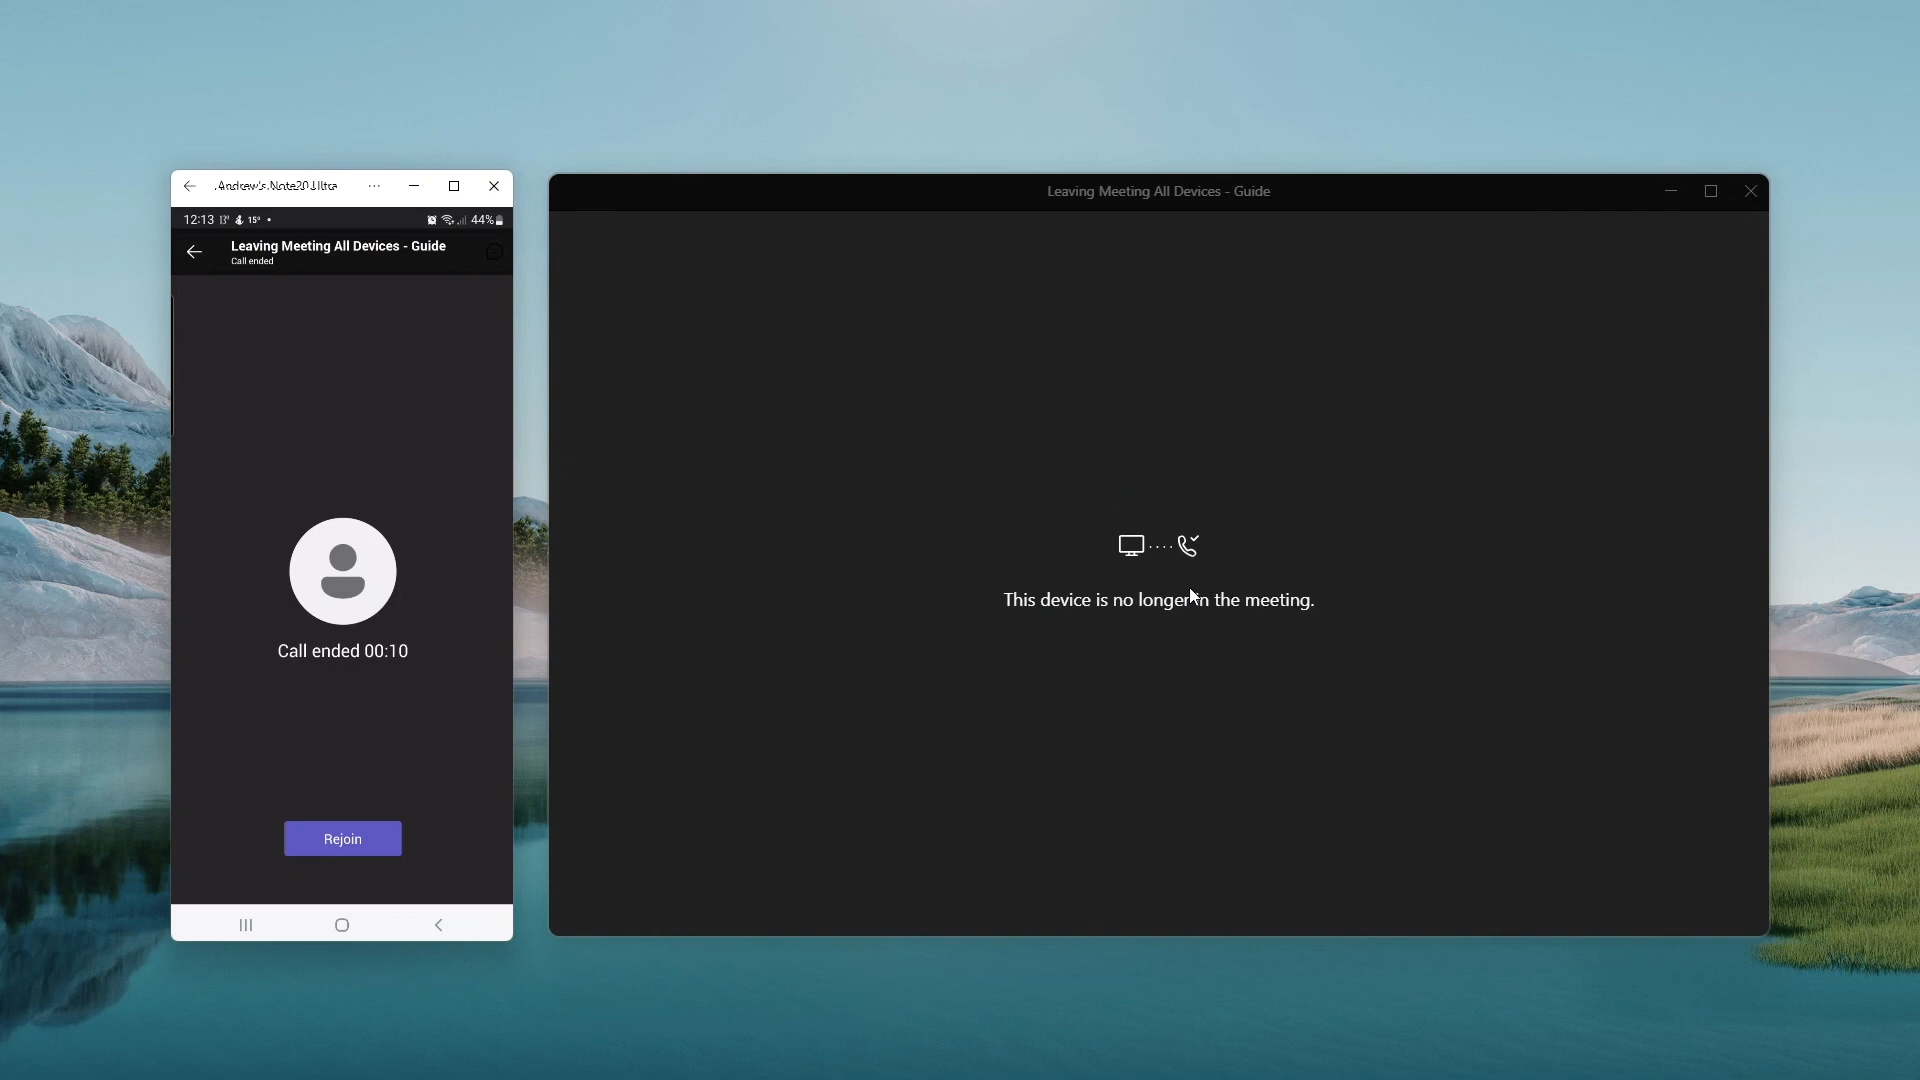 Andrew's Note20 Ultra
12:13
15°
44%
Leaving Meeting All Devices - Guide
Call ended
Call ended 00:10
Rejoin
Leaving Meeting All Devices - Guide
This device is no longer in the meeting.